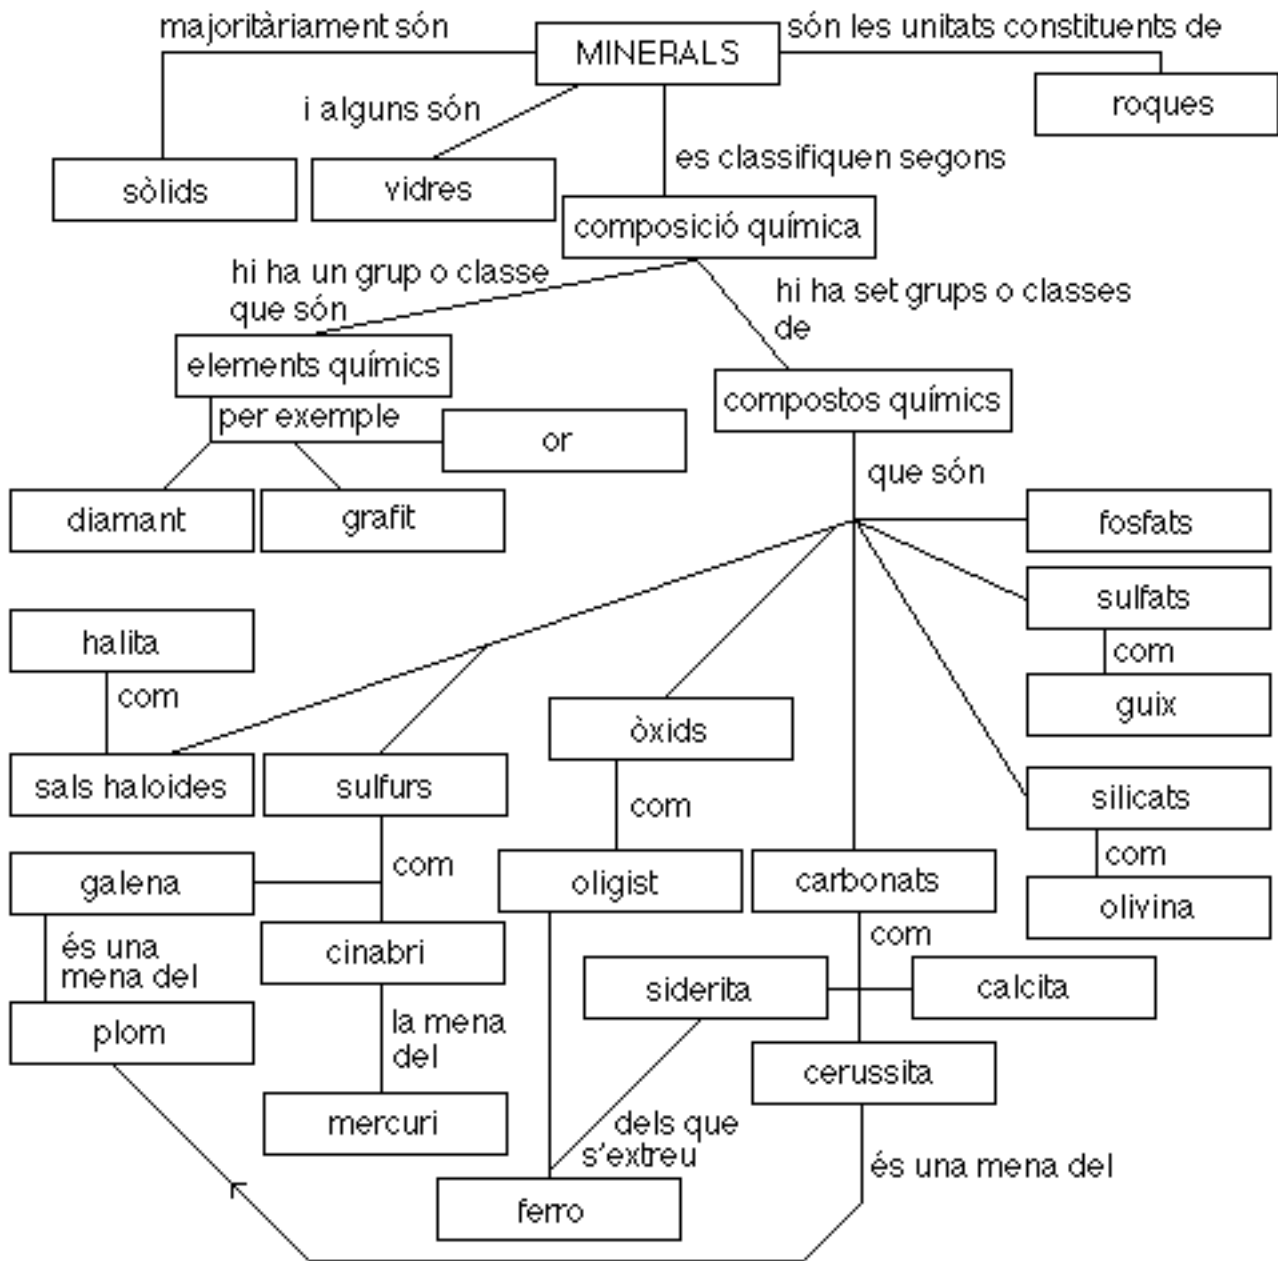 majoritàriament són
MINERALS
són les unitats constituents de
roques
i alguns són
sòlids
vidres
es classifiquen segons
composició química
hi ha un grup o classe
que són
hi ha set grups o classes
de
elements químics
compostos químics
per exemple
or
diamant
grafit
que són
fosfats
sulfats
com
guix
halita
com
òxids
sals haloides
sulfurs
silicats
com
com
olivina
galena
com
oligist
carbonats
com
és una
mena del
cinabri
siderita
calcita
plom
la mena
del
cerussita
mercuri
dels que
s'extreu
és una mena del
ferro